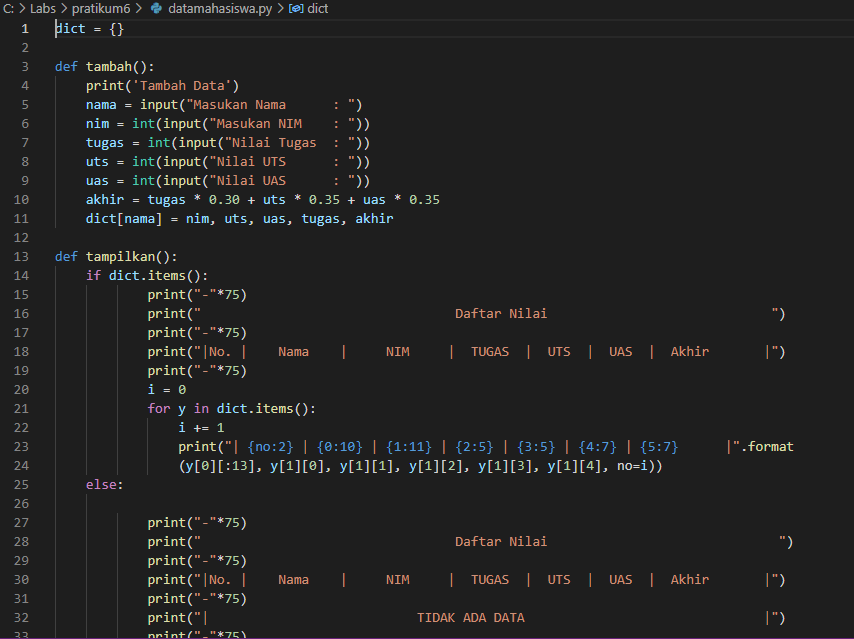 C: > Labs > pratikum6 > datamahasiswa.py > dict
1 dict = {}
2
3 def tambah():
4     print('Tambah Data')
5     nama = input("Masukan Nama      : ")
6     nim = int(input("Masukan NIM    : "))
7     tugas = int(input("Nilai Tugas  : "))
8     uts = int(input("Nilai UTS      : "))
9     uas = int(input("Nilai UAS      : "))
10     akhir = tugas * 0.30 + uts * 0.35 + uas * 0.35
11     dict[nama] = nim, uts, uas, tugas, akhir
12
13 def tampilkan():
14     if dict.items():
15             print("-"*75)
16             print("                                 Daftar Nilai                             ")
17             print("-"*75)
18             print("|No. |    Nama    |     NIM     |  TUGAS  |  UTS  |  UAS  |  Akhir       |")
19             print("-"*75)
20             i = 0
21             for y in dict.items():
22                 i += 1
23                 print("| {no:2} | {0:10} | {1:11} | {2:5} | {3:5} | {4:7} | {5:7}      |".format
24                 (y[0][:13], y[1][0], y[1][1], y[1][2], y[1][3], y[1][4], no=i))
25     else:
26
27             print("-"*75)
28             print("                                 Daftar Nilai                              ")
29             print("-"*75)
30             print("|No. |    Nama    |     NIM     |  TUGAS  |  UTS  |  UAS  |  Akhir       |")
31             print("-"*75)
32             print("|                           TIDAK ADA DATA                               |")
33             print("-"*75)